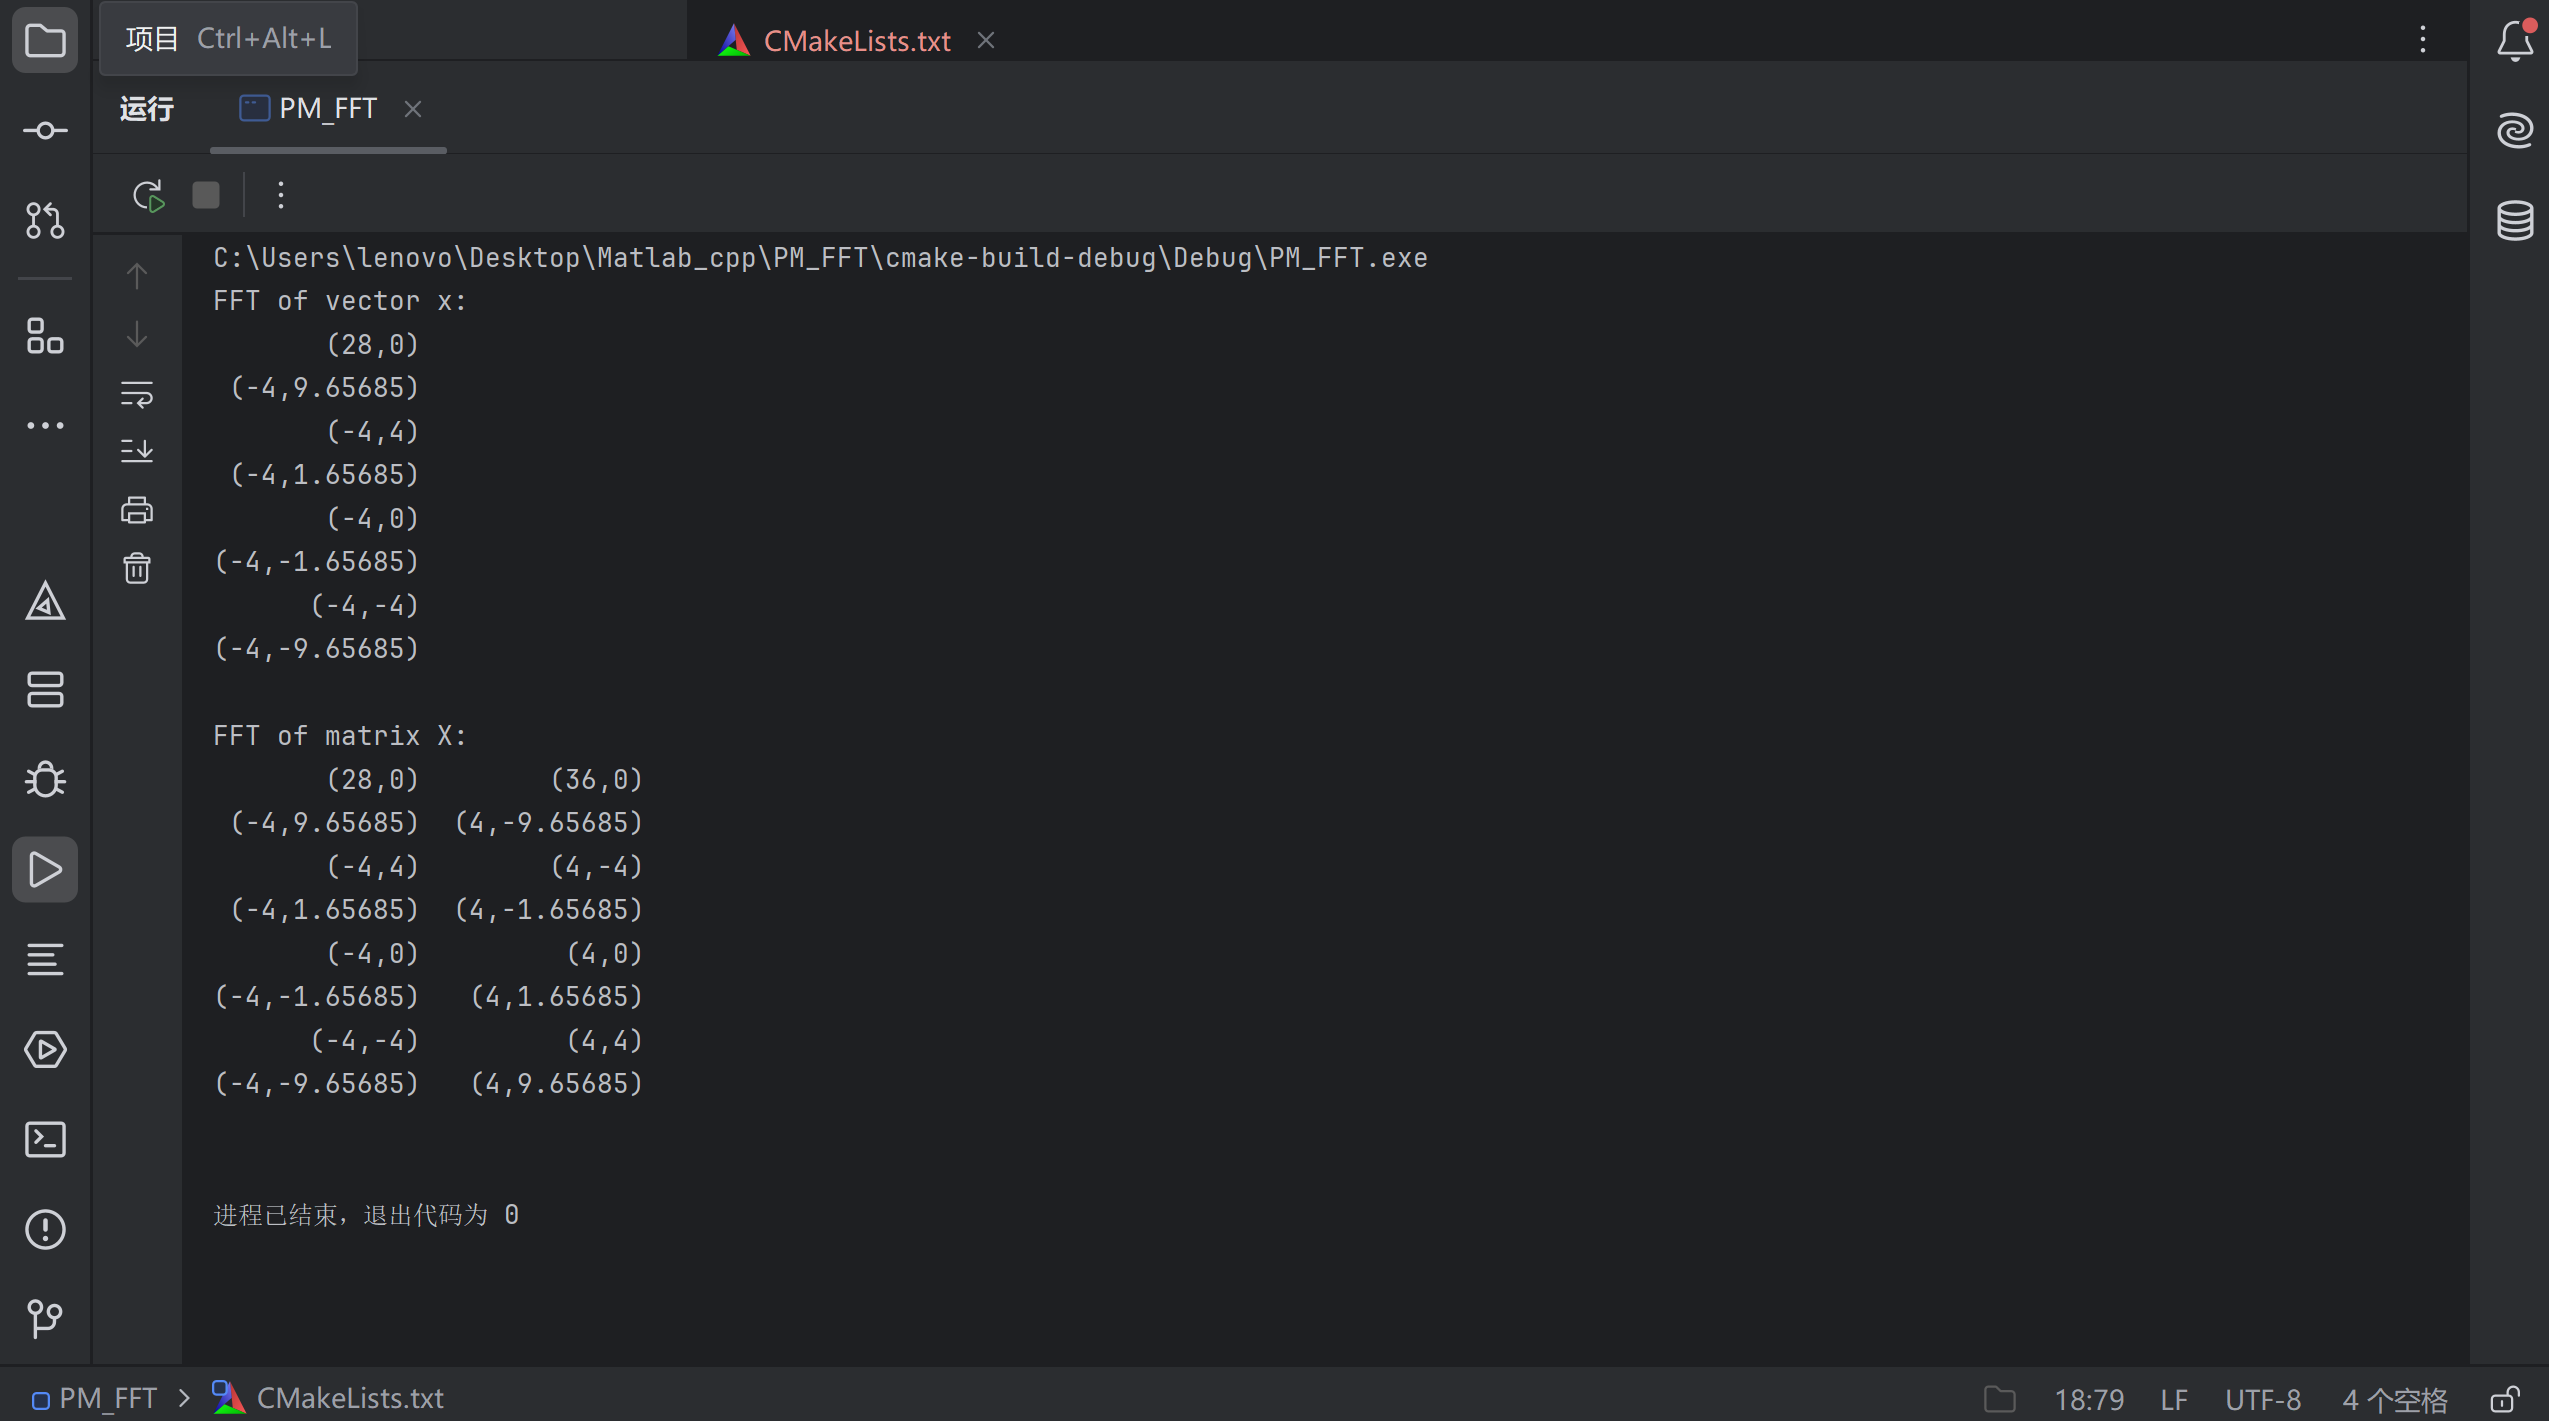 项目 Ctrl+Alt+L
CMakeLists.txt
运行 PM_FFT
C:\Users\lenovo\Desktop\Matlab_cpp\PM_FFT\cmake-build-debug\Debug\PM_FFT.exe
FFT of vector x:
(28,0)
(-4,9.65685)
(-4,4)
(-4,1.65685)
(-4,0)
(-4,-1.65685)
(-4,-4)
(-4,-9.65685)
FFT of matrix X:
(28,0) (36,0)
(-4,9.65685) (4,-9.65685)
(-4,4) (4,-4)
(-4,1.65685) (4,-1.65685)
(-4,0) (4,0)
(-4,-1.65685) (4,1.65685)
(-4,-4) (4,4)
(-4,-9.65685) (4,9.65685)
进程已结束，退出代码为 0
PM_FFT > CMakeLists.txt 18:79 LF UTF-8 4 个空格